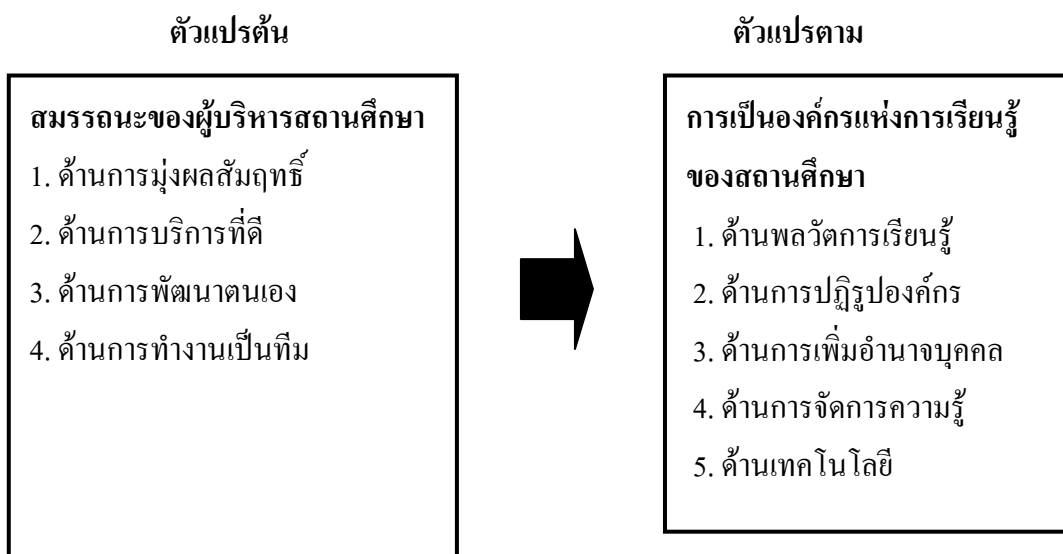 ตัวแปรต้น
สมรรถนะของผู้บริหารสถานศึกษา
1. ด้านการมุ่งผลสัมฤทธิ์
2. ด้านการบริการที่ดี
3. ด้านการพัฒนาตนเอง
4. ด้านการทำงานเป็นทีม
ตัวแปรตาม
การเป็นองค์กรแห่งการเรียนรู้
ของสถานศึกษา
1. ด้านพลวัตการเรียนรู้
2. ด้านการปฏิรูปองค์กร
3. ด้านการเพิ่มอำนาจบุคคล
4. ด้านการจัดการความรู้
5. ด้านเทคโนโลยี